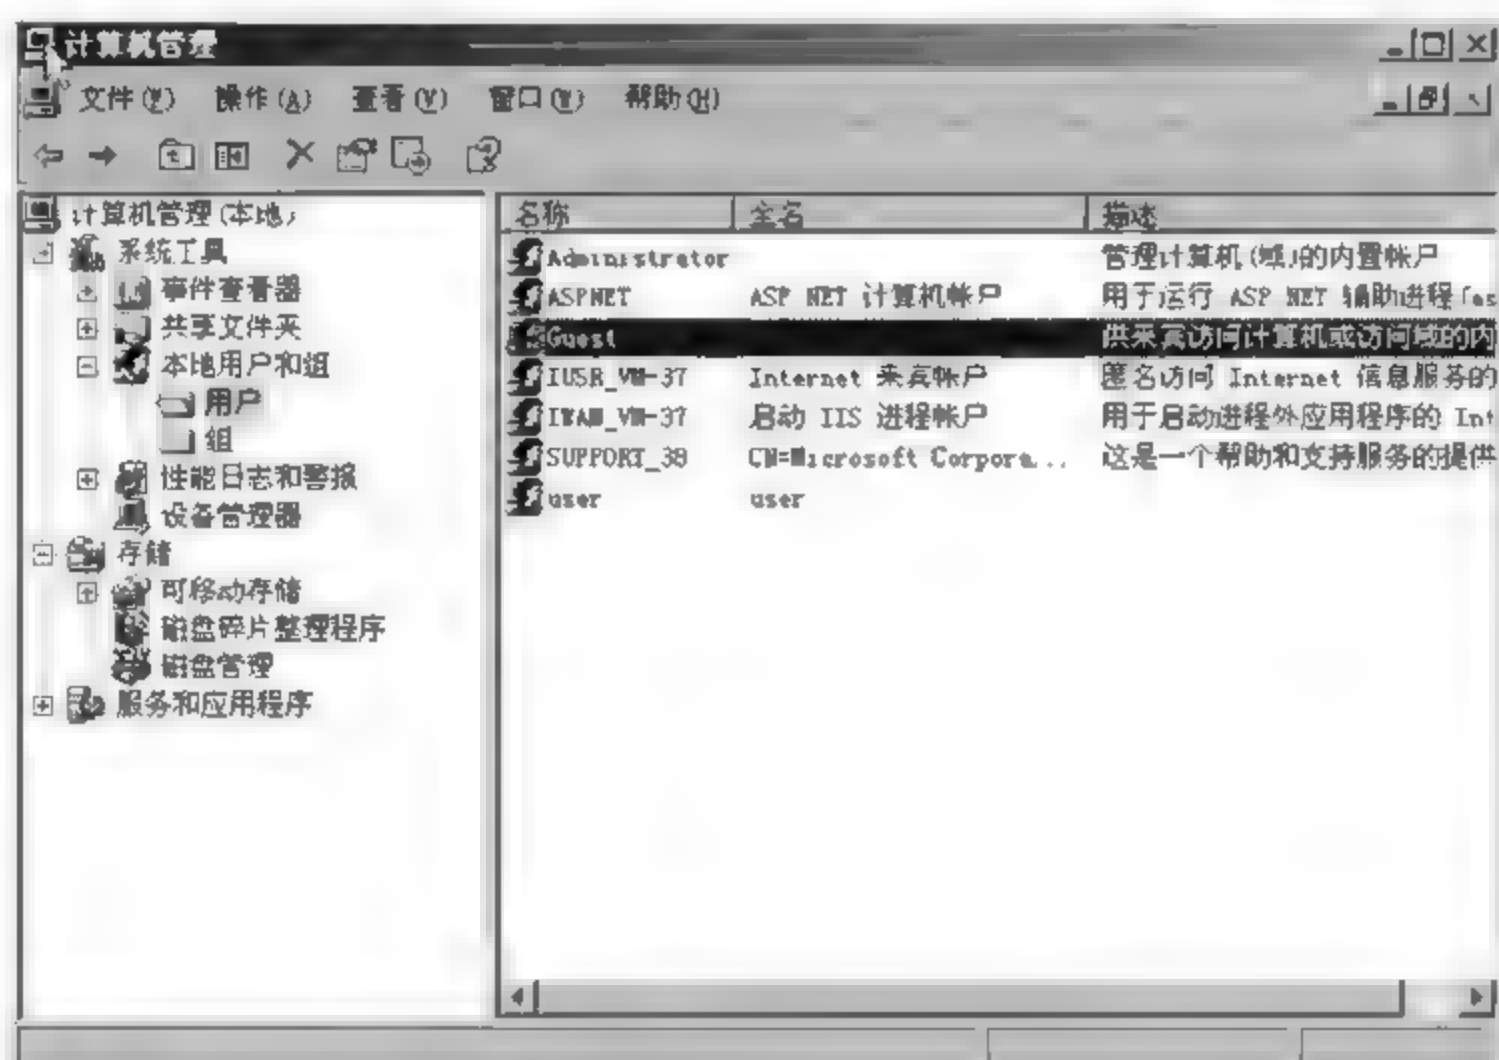 计算机管理
文件(F) 操作(A) 查看(V) 窗口(W) 帮助(H)
计算机管理(本地)
系统工具
事件查看器
共享文件夹
本地用户和组
用户
组
性能日志和警报
设备管理器
存储
可移动存储
磁盘碎片整理程序
磁盘管理
服务和应用程序
名称 全名 描述
Administrator 管理计算机(域)的内置帐户
ASPNET ASP NET 计算机帐户 用于运行 ASP NET 辅助进程(as
Guest 供来宾访问计算机或访问域的内
IUSR_VM-37 Internet 来宾帐户 匿名访问 Internet 信息服务的
IWAM_VM-37 启动 IIS 进程帐户 用于启动进程外应用程序的 Int
SUPPORT_38 CN=Microsoft Corpora... 这是一个帮助和支持服务的提供
user user